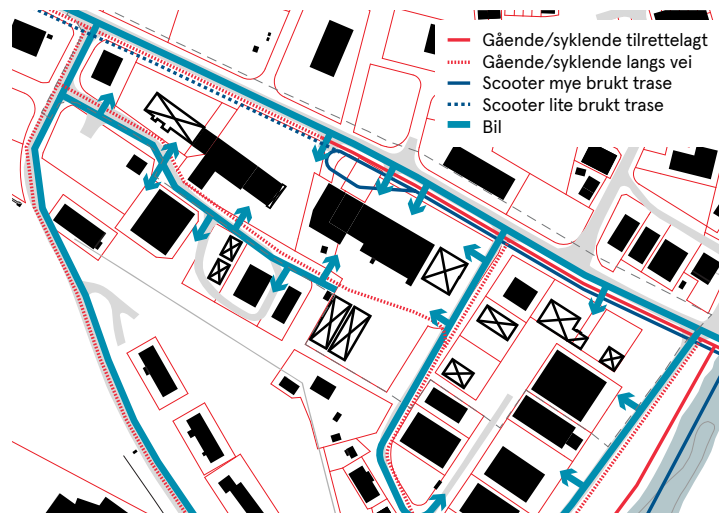 Gående/syklende tilrettelagt
Gående/syklende langs vei
Scooter mye brukt trase
Scooter lite brukt trase
Bil